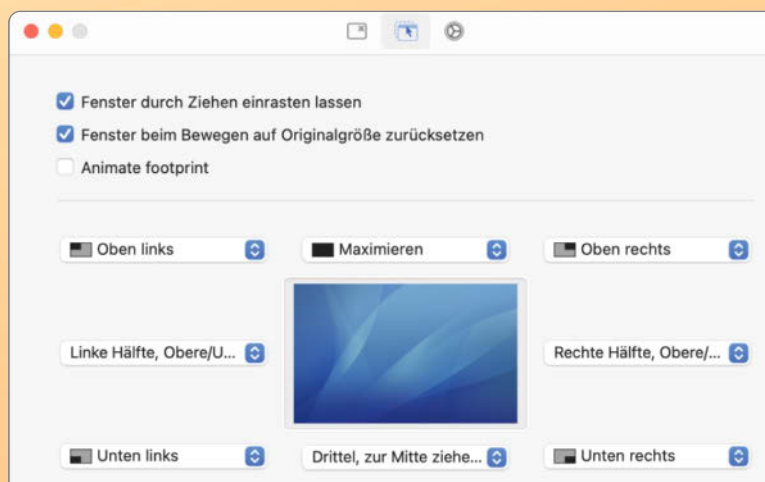 Fenster durch Ziehen einrasten lassen
Fenster beim Bewegen auf Originalgröße zurücksetzen
Animate footprint
Oben links
Maximieren
Oben rechts
Linke Hälfte, Obere/U...
Rechte Hälfte, Obere/...
Unten links
Drittel, zur Mitte ziehe...
Unten rechts